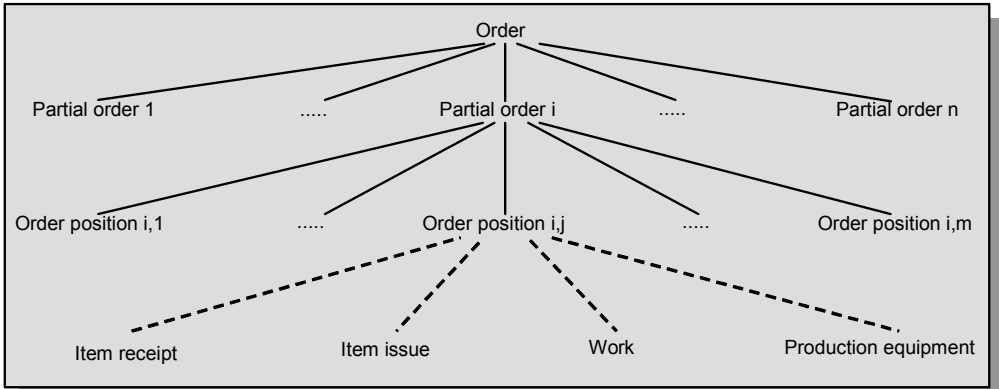 Order
Partial order 1 ..... Partial order i ..... Partial order n
Order position i,1 ..... Order position i,j ..... Order position i,m
Item receipt Item issue Work Production equipment